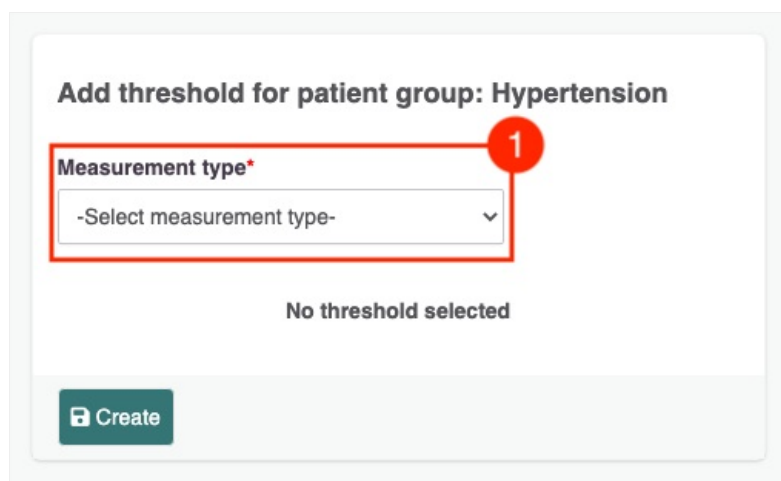 Add threshold for patient group: Hypertension
1
Measurement type*
-Select measurement type-
No threshold selected
Create